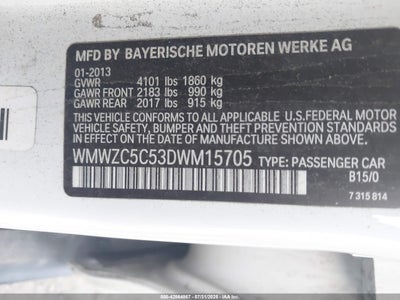 MFD BY BAYERISCHE MOTOREN WERKE AG
01-2013
GVWR 4101 lbs 1860 kg
GAWR FRONT 2183 lbs 990 kg
GAWR REAR 2017 lbs 915 kg
THIS VEHICLE CONFORMS TO ALL APPLICABLE U.S. FEDERAL MOTOR
VEHICLE SAFETY, BUMPER, AND THEFT PREVENTION STANDARDS
IN EFFECT ON THE DATE OF MANUFACTURE SHOWN ABOVE.
WMWZC5C53DWM15705 TYPE: PASSENGER CAR
B15/0
7 315 814